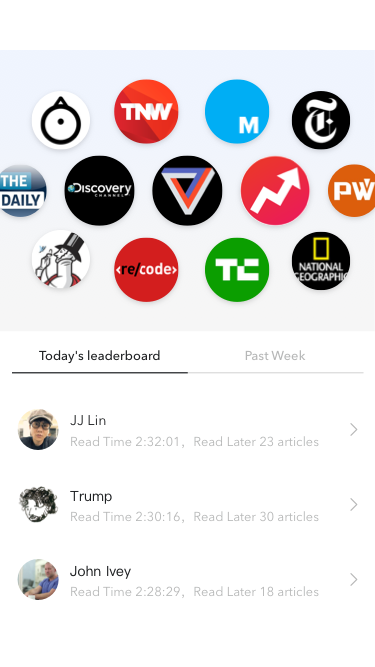 TNW
M
T
THE
DAILY
Discovery
CHANNEL
PW
<re/code>
TC
NATIONAL
GEOGRAPHIC
Today's leaderboard
Past Week
JJ Lin
Read Time 2:32:01, Read Later 23 articles
Trump
Read Time 2:30:16, Read Later 30 articles
John Ivey
Read Time 2:28:29, Read Later 18 articles